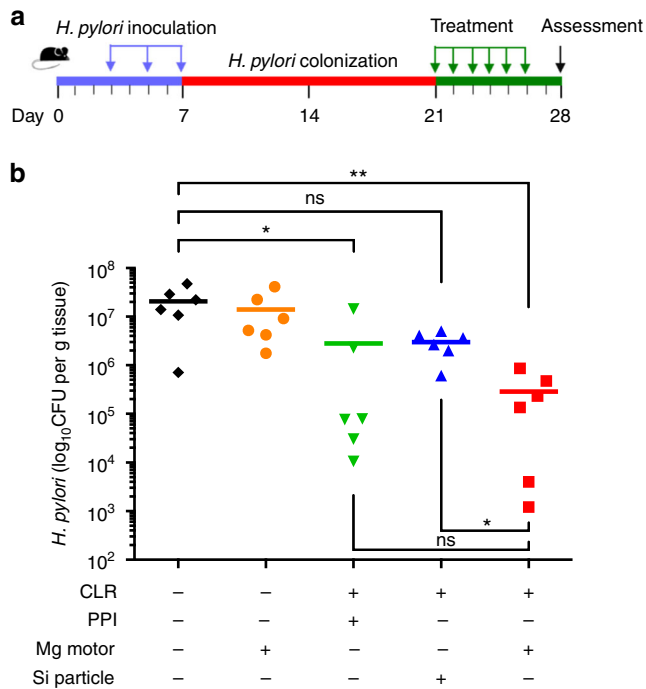 a
H. pylori inoculation
Treatment
Assessment
H. pylori colonization
Day 0 7 14 21 28
b
**
ns
*
H. pylori (log₁₀CFU per g tissue)
10⁸
10⁷
10⁶
10⁵
10⁴
10³
10²
*
ns
CLR – – + + +
PPI – – + – –
Mg motor – + – – +
Si particle – – – + –